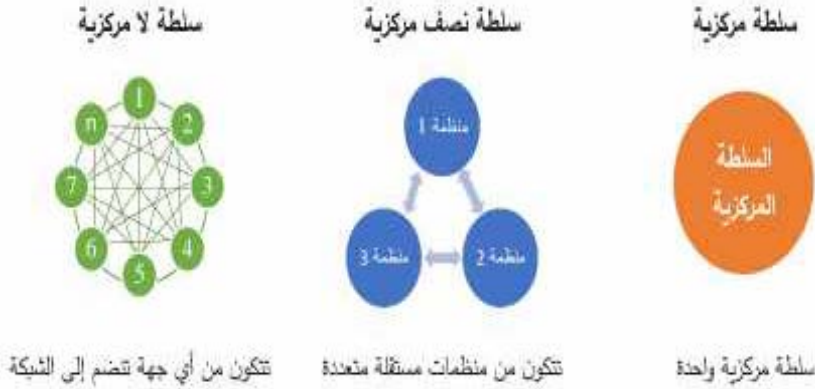 سلطة مركزية
سلطة نصف مركزية
سلطة لا مركزية
السلطة
المركزية
منظمة 1
منظمة 2
منظمة 3
1
2
3
4
5
6
7
n
سلطة مركزية واحدة
تتكون من منظمات مستقلة متعددة
تتكون من أي جهة تنضم إلى الشبكة